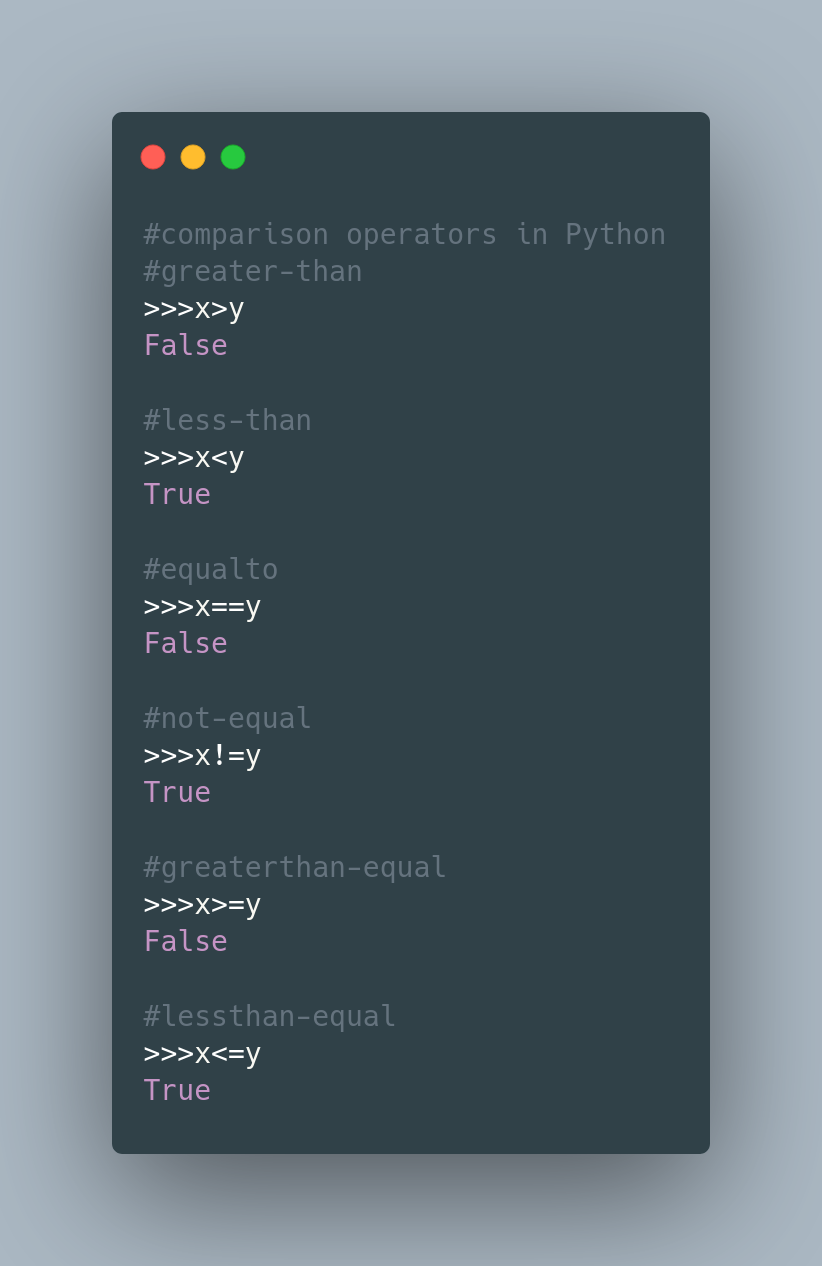 #comparison operators in Python
#greater-than
>>>x>y
False
#less-than
>>>x<y
True
#equalto
>>>x==y
False
#not-equal
>>>x!=y
True
#greaterthan-equal
>>>x>=y
False
#lessthan-equal
>>>x<=y
True